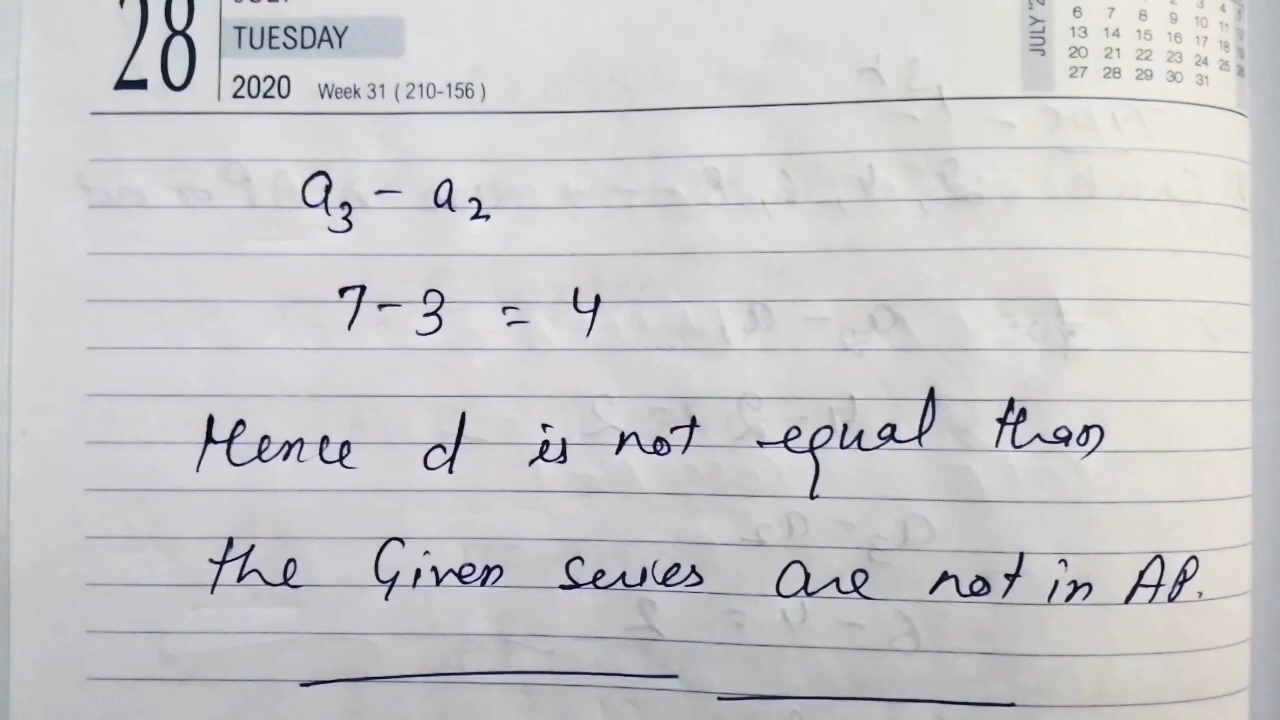 28
TUESDAY
2020 Week 31 ( 210-156 )
6 7 8 9 10 11
13 14 15 16 17 18
20 21 22 23 24 25
27 28 29 30 31
a₃ - a₂
7 - 3 = 4
Hence d is not equal than
the Given series are not in AP.